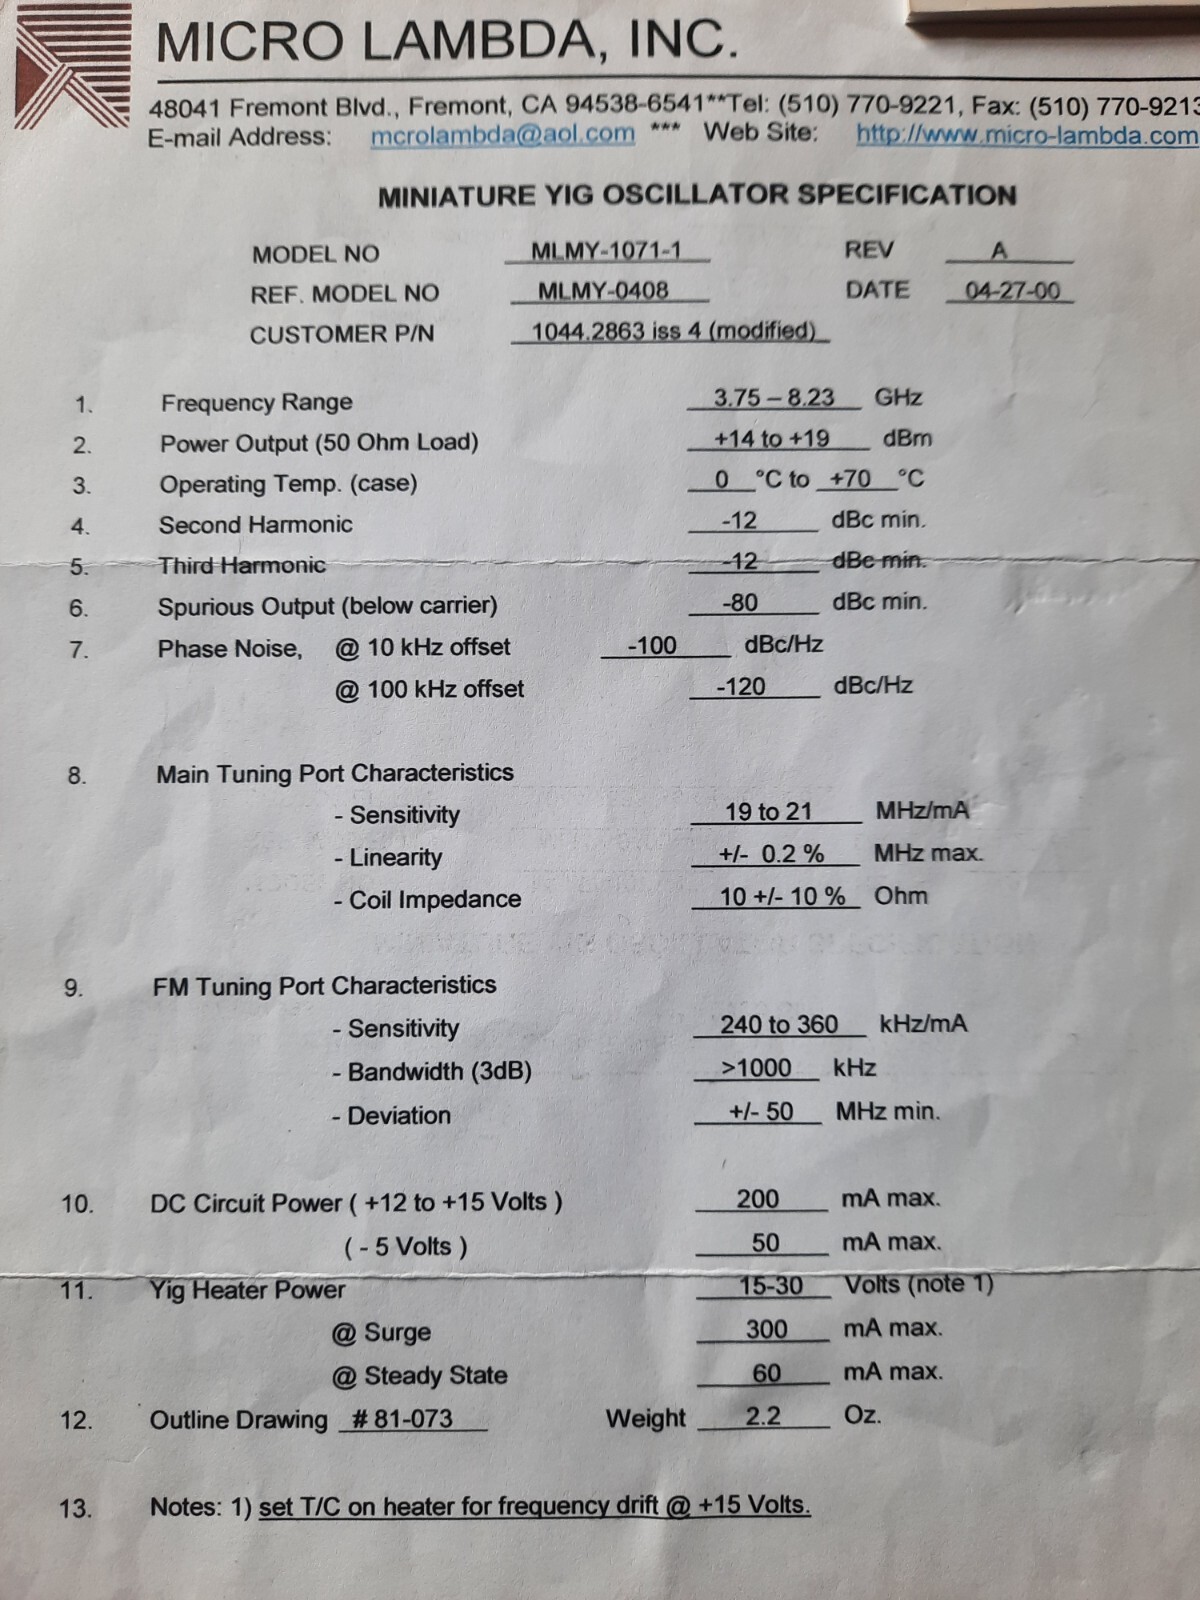 MICRO LAMBDA, INC.
48041 Fremont Blvd., Fremont, CA 94538-6541**Tel: (510) 770-9221, Fax: (510) 770-9213
E-mail Address: mcrolambda@aol.com *** Web Site: http://www.micro-lambda.com
MINIATURE YIG OSCILLATOR SPECIFICATION
MODEL NO MLMY-1071-1 REV A
REF. MODEL NO MLMY-0408 DATE 04-27-00
CUSTOMER P/N 1044.2863 iss 4 (modified)
1. Frequency Range 3.75 – 8.23 GHz
2. Power Output (50 Ohm Load) +14 to +19 dBm
3. Operating Temp. (case) 0 °C to +70 °C
4. Second Harmonic -12 dBc min.
5. Third Harmonic -12 dBc min.
6. Spurious Output (below carrier) -80 dBc min.
7. Phase Noise, @ 10 kHz offset -100 dBc/Hz
@ 100 kHz offset -120 dBc/Hz
8. Main Tuning Port Characteristics
- Sensitivity 19 to 21 MHz/mA
- Linearity +/- 0.2 % MHz max.
- Coil Impedance 10 +/- 10 % Ohm
9. FM Tuning Port Characteristics
- Sensitivity 240 to 360 kHz/mA
- Bandwidth (3dB) >1000 kHz
- Deviation +/- 50 MHz min.
10. DC Circuit Power ( +12 to +15 Volts ) 200 mA max.
( - 5 Volts ) 50 mA max.
11. Yig Heater Power 15-30 Volts (note 1)
@ Surge 300 mA max.
@ Steady State 60 mA max.
12. Outline Drawing # 81-073 Weight 2.2 Oz.
13. Notes: 1) set T/C on heater for frequency drift @ +15 Volts.